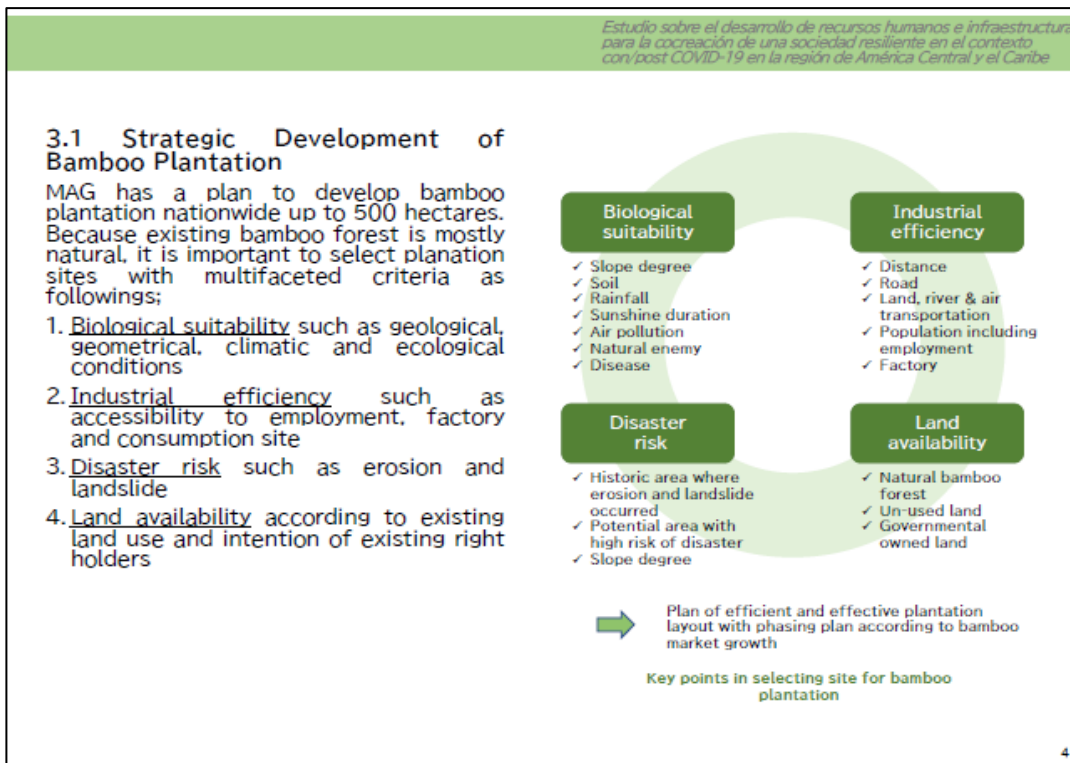 Estudio sobre el desarrollo de recursos humanos e infraestructura
para la cocreación de una sociedad resiliente en el contexto
con/post COVID-19 en la región de América Central y el Caribe
3.1 Strategic Development of
Bamboo Plantation
MAG has a plan to develop bamboo
plantation nationwide up to 500 hectares.
Because existing bamboo forest is mostly
natural, it is important to select planation
sites with multifaceted criteria as
followings;
1. Biological suitability such as geological,
geometrical, climatic and ecological
conditions
2. Industrial efficiency such as
accessibility to employment, factory
and consumption site
3. Disaster risk such as erosion and
landslide
4. Land availability according to existing
land use and intention of existing right
holders
Biological
suitability
✓ Slope degree
✓ Soil
✓ Rainfall
✓ Sunshine duration
✓ Air pollution
✓ Natural enemy
✓ Disease
Industrial
efficiency
✓ Distance
✓ Road
✓ Land, river & air
transportation
✓ Population including
employment
✓ Factory
Disaster
risk
✓ Historic area where
erosion and landslide
occurred
✓ Potential area with
high risk of disaster
✓ Slope degree
Land
availability
✓ Natural bamboo
forest
✓ Un-used land
✓ Governmental
owned land
Plan of efficient and effective plantation
layout with phasing plan according to bamboo
market growth
Key points in selecting site for bamboo
plantation
4